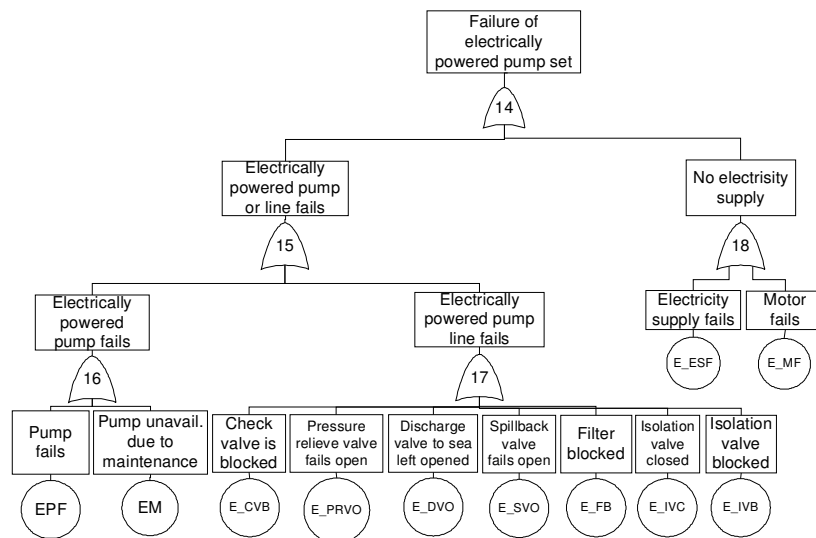 Failure of
electrically
powered pump set
14
Electrically
powered pump
or line fails
No electrisity
supply
15
18
Electrically
powered
pump fails
Electrically
powered pump
line fails
Electricity
supply fails
Motor
fails
16
17
E_ESF
E_MF
Pump
fails
Pump unavail.
due to
maintenance
Check
valve is
blocked
Pressure
relieve valve
fails open
Discharge
valve to sea
left opened
Spillback
valve
fails open
Filter
blocked
Isolation
valve
closed
Isolation
valve
blocked
EPF
EM
E_CVB
E_PRVO
E_DVO
E_SVO
E_FB
E_IVC
E_IVB